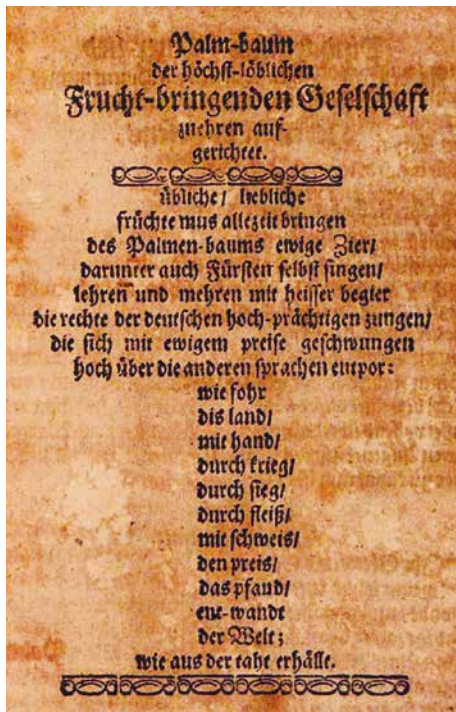 Palm-baum
der höchst-löblichen
Frucht-bringenden Geselschaft
zuehren auf-
gerichtet.
übliche/ liebliche
früchte mus allezeit bringen
des Palmen-baums ewige Zier/
darunter auch Fürsten selbst singen/
lehren und mehren mit heisser begier
die rechte der deutschen hoch-prächtigen zungen/
die sich mit ewigem preise geschwungen
hoch über die anderen sprachen empor:
wie fohr
dis land/
mit hand/
durch krieg/
durch sieg/
durch fleiß/
mit schweis/
den preis/
das pfand/
ent-wandt
der Welt;
wie aus der taht erhällt.